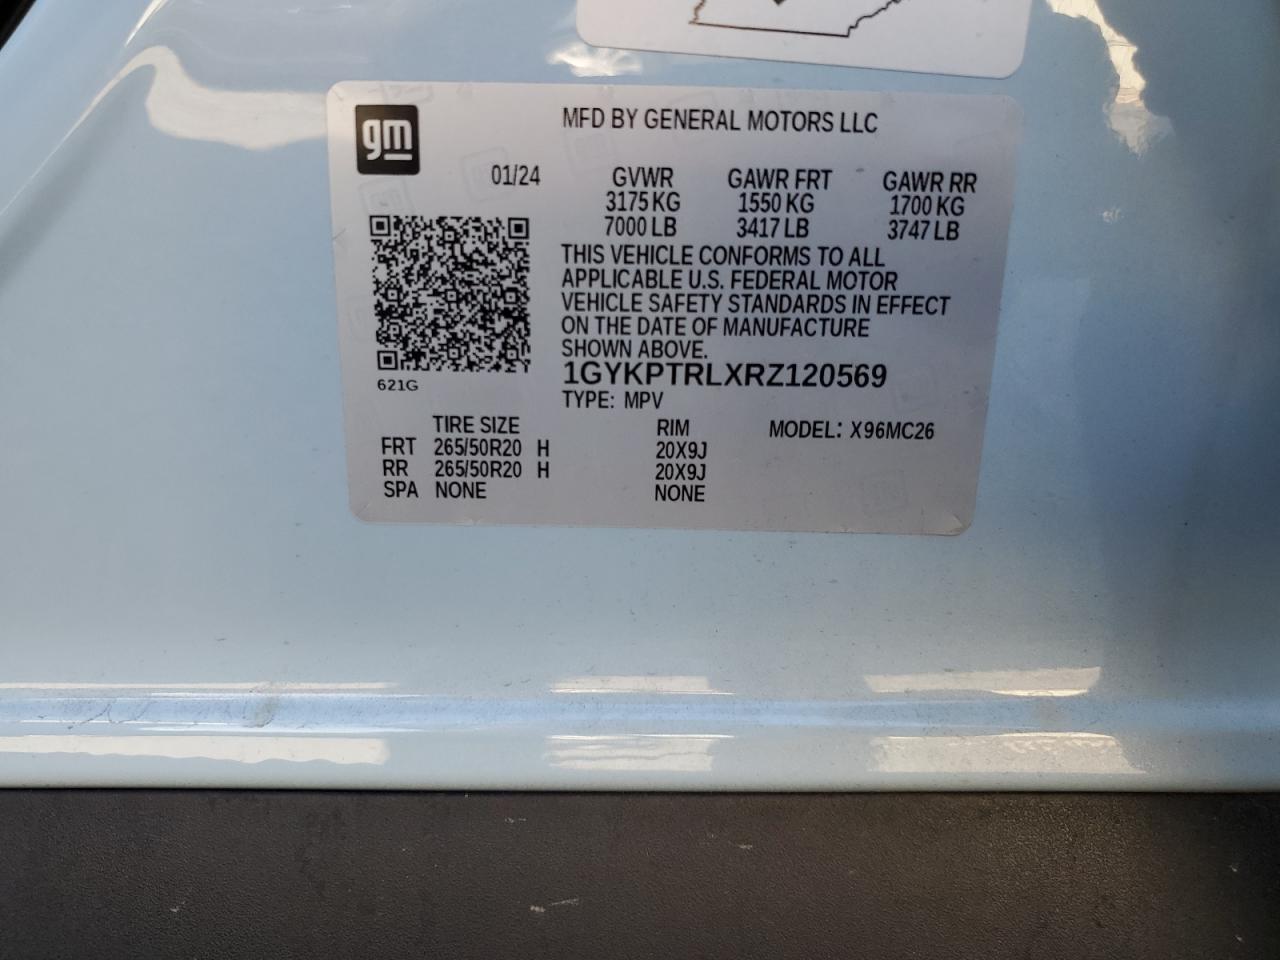 gm
MFD BY GENERAL MOTORS LLC
01/24
GVWR GAWR FRT GAWR RR
3175 KG 1550 KG 1700 KG
7000 LB 3417 LB 3747 LB
THIS VEHICLE CONFORMS TO ALL
APPLICABLE U.S. FEDERAL MOTOR
VEHICLE SAFETY STANDARDS IN EFFECT
ON THE DATE OF MANUFACTURE
SHOWN ABOVE.
1GYKPTRLXRZ120569
621G
TYPE: MPV
TIRE SIZE RIM MODEL: X96MC26
FRT 265/50R20 H 20X9J
RR 265/50R20 H 20X9J
SPA NONE NONE